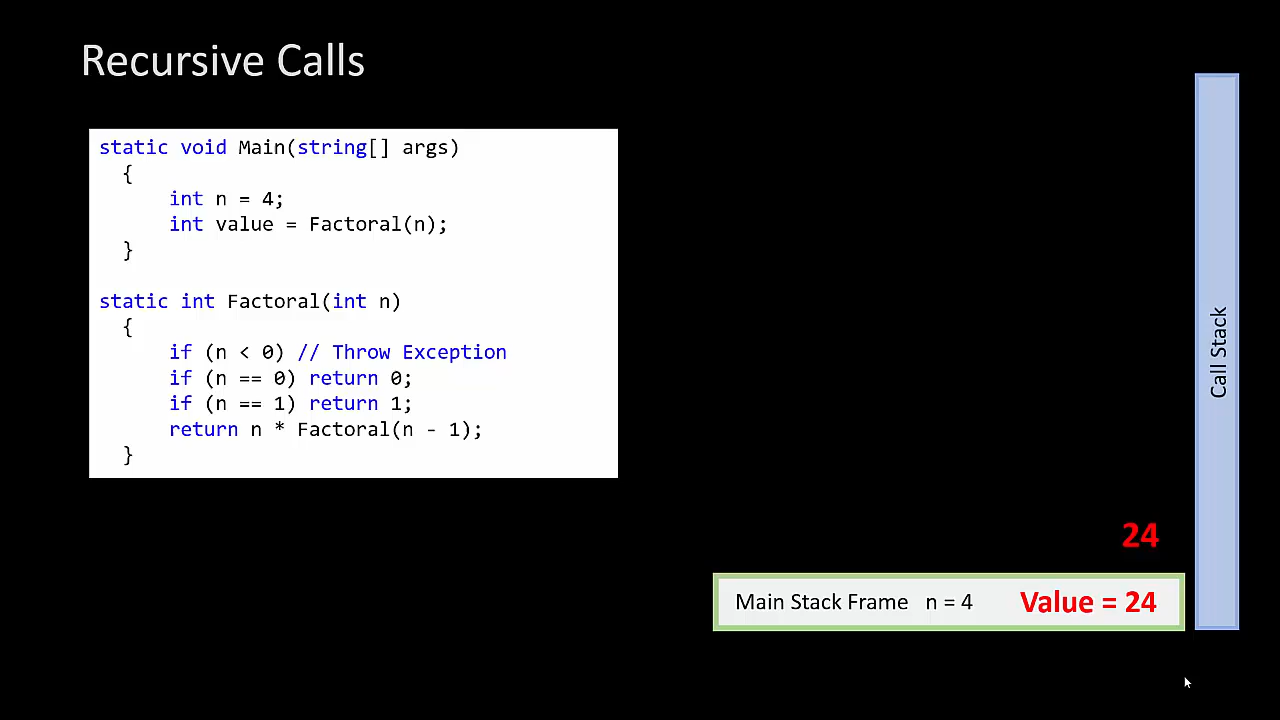 Recursive Calls
static void Main(string[] args)
{
int n = 4;
int value = Factoral(n);
}
static int Factoral(int n)
{
if (n < 0) // Throw Exception
if (n == 0) return 0;
if (n == 1) return 1;
return n * Factoral(n - 1);
}
Call Stack
24
Main Stack Frame n = 4 Value = 24